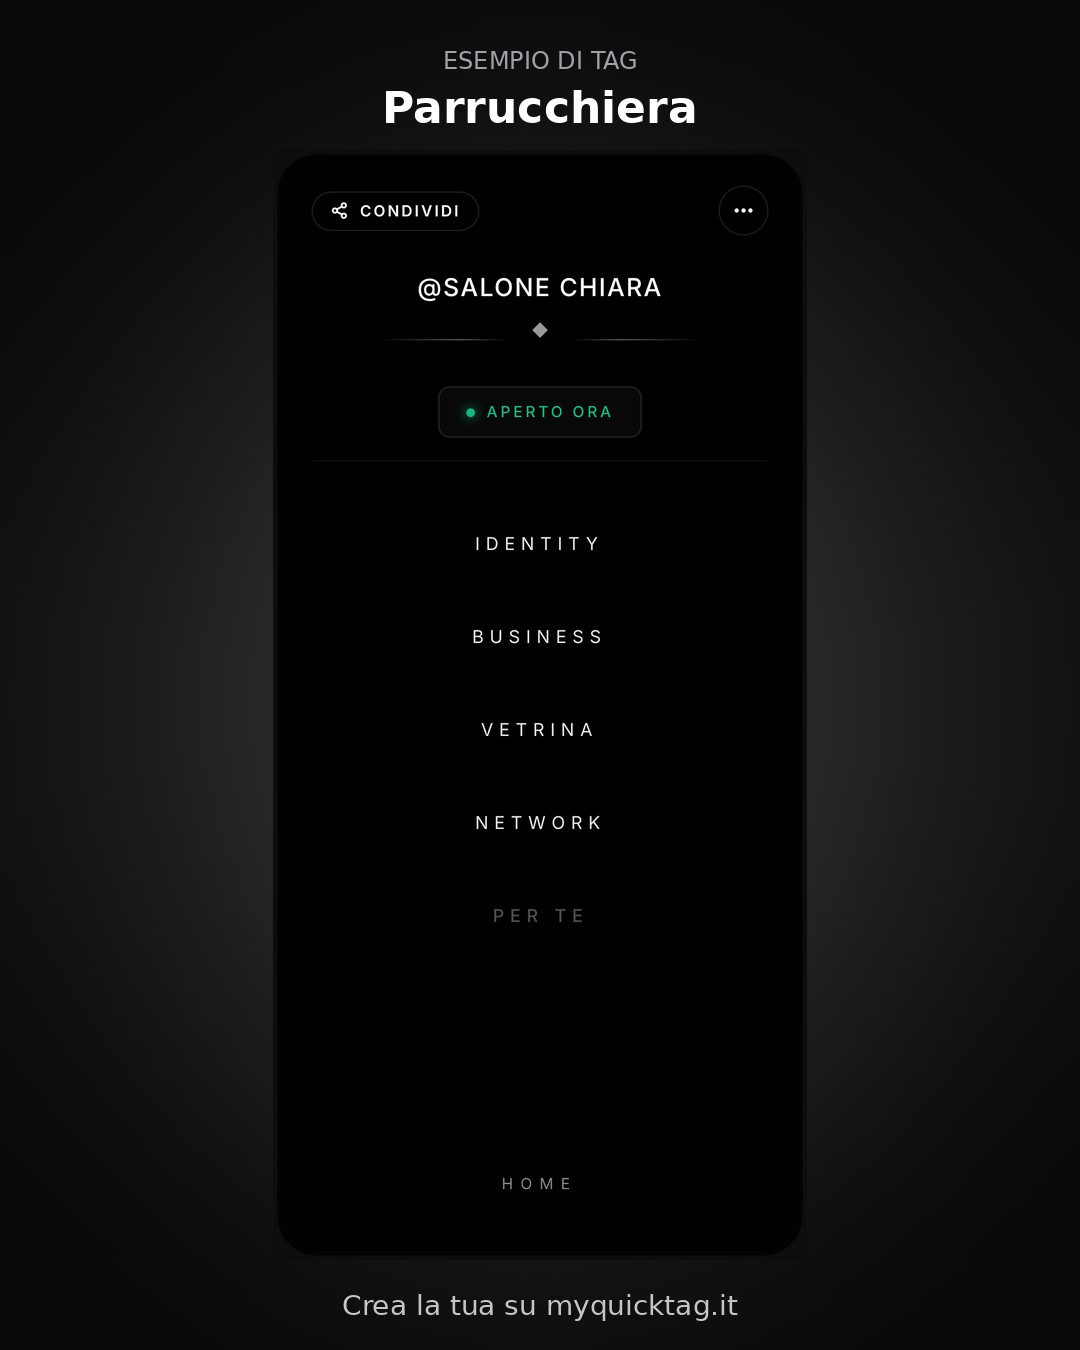 ESEMPIO DI TAG
Parrucchiera
CONDIVIDI
@SALONE CHIARA
APERTO ORA
IDENTITY
BUSINESS
VETRINA
NETWORK
PER TE
HOME
Crea la tua su myquicktag.it